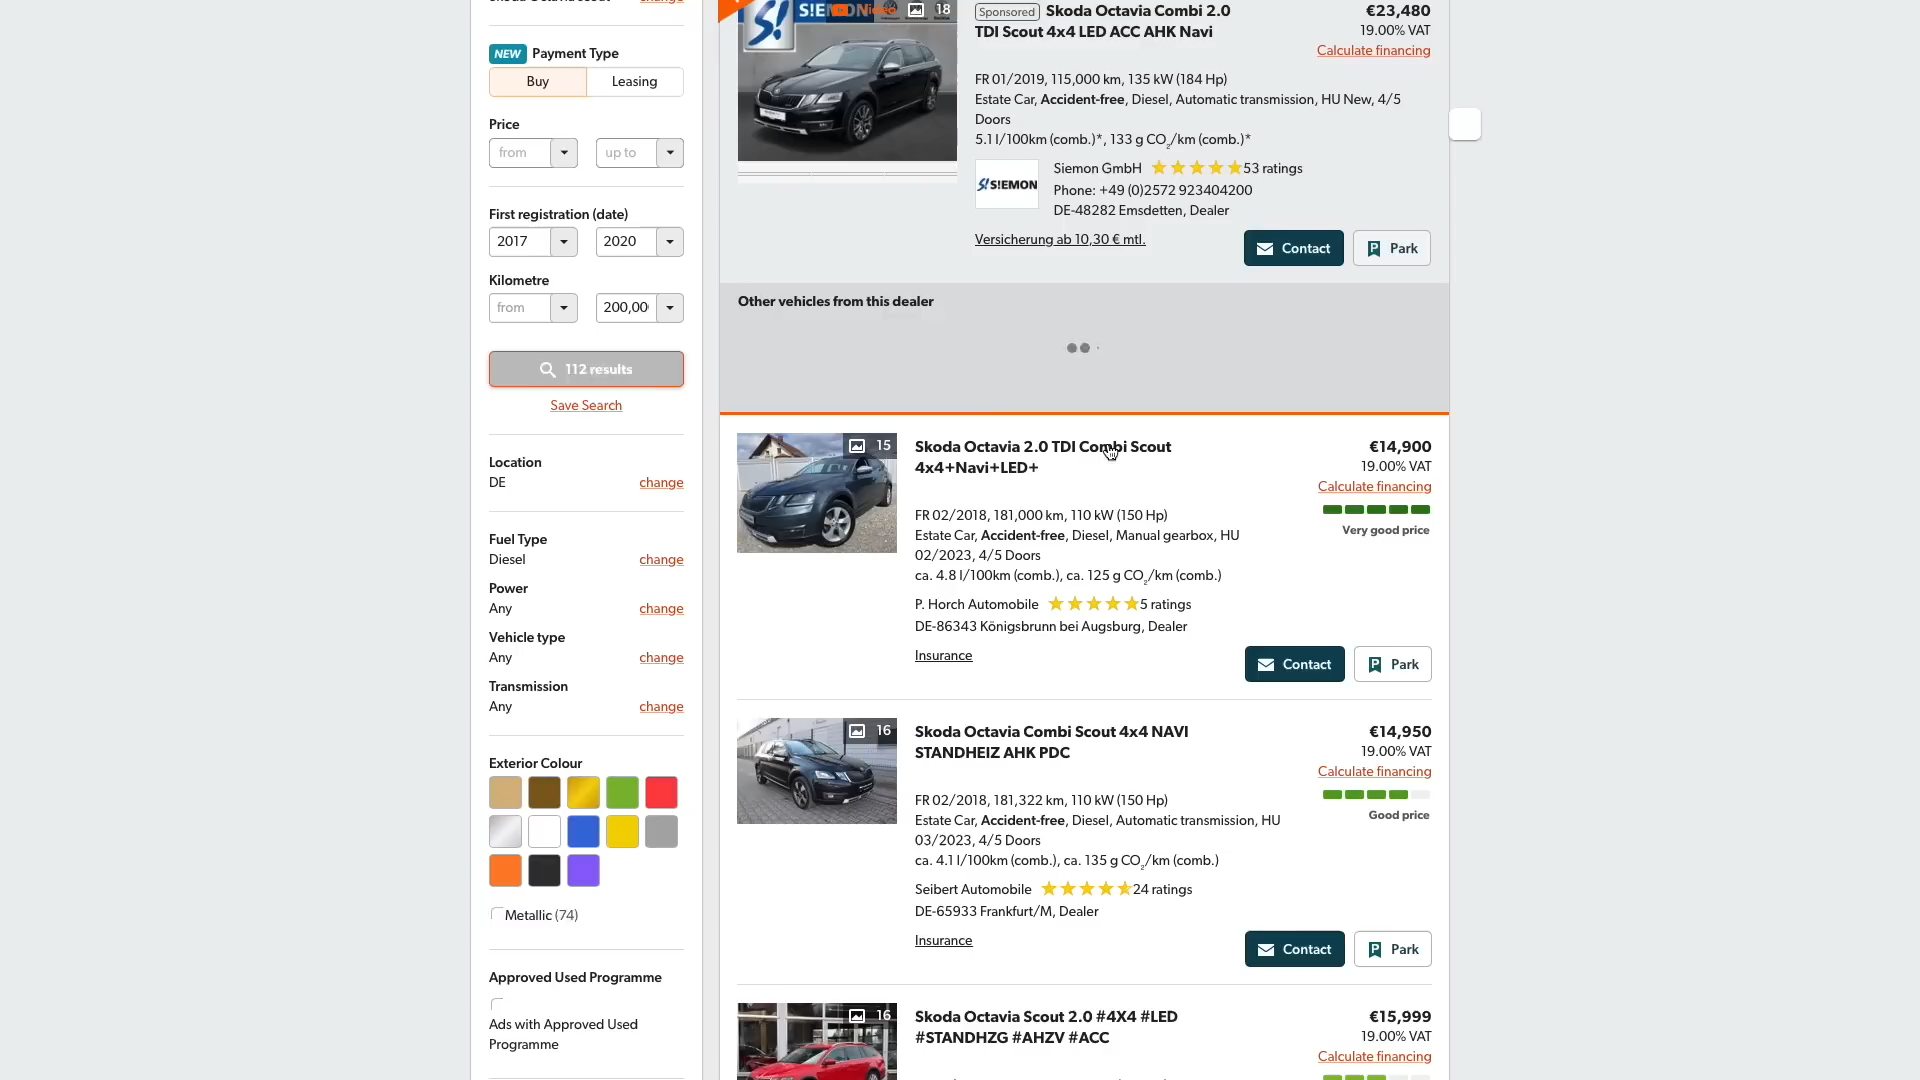 change
NEW Payment Type
Buy Leasing
Price
from up to
First registration (date)
2017 2020
Kilometre
from 200,00
112 results
Save Search
Location
DE change
Fuel Type
Diesel change
Power
Any change
Vehicle type
Any change
Transmission
Any change
Exterior Colour
Metallic (74)
Approved Used Programme
Ads with Approved Used
Programme
Video 18
Sponsored Skoda Octavia Combi 2.0
TDI Scout 4x4 LED ACC AHK Navi
€23,480
19.00% VAT
Calculate financing
FR 01/2019, 115,000 km, 135 kW (184 Hp)
Estate Car, Accident-free, Diesel, Automatic transmission, HU New, 4/5
Doors
5.1 l/100km (comb.)*, 133 g CO2/km (comb.)*
SIEMON
Siemon GmbH 53 ratings
Phone: +49 (0)2572 923404200
DE-48282 Emsdetten, Dealer
Versicherung ab 10,30 € mtl.
Contact Park
Other vehicles from this dealer
15
Skoda Octavia 2.0 TDI Combi Scout
4x4+Navi+LED+
€14,900
19.00% VAT
Calculate financing
Very good price
FR 02/2018, 181,000 km, 110 kW (150 Hp)
Estate Car, Accident-free, Diesel, Manual gearbox, HU
02/2023, 4/5 Doors
ca. 4.8 l/100km (comb.), ca. 125 g CO2/km (comb.)
P. Horch Automobile 5 ratings
DE-86343 Königsbrunn bei Augsburg, Dealer
Insurance
Contact Park
16
Skoda Octavia Combi Scout 4x4 NAVI
STANDHEIZ AHK PDC
€14,950
19.00% VAT
Calculate financing
Good price
FR 02/2018, 181,322 km, 110 kW (150 Hp)
Estate Car, Accident-free, Diesel, Automatic transmission, HU
03/2023, 4/5 Doors
ca. 4.1 l/100km (comb.), ca. 135 g CO2/km (comb.)
Seibert Automobile 24 ratings
DE-65933 Frankfurt/M, Dealer
Insurance
Contact Park
16
Skoda Octavia Scout 2.0 #4X4 #LED
#STANDHZG #AHZV #ACC
€15,999
19.00% VAT
Calculate financing